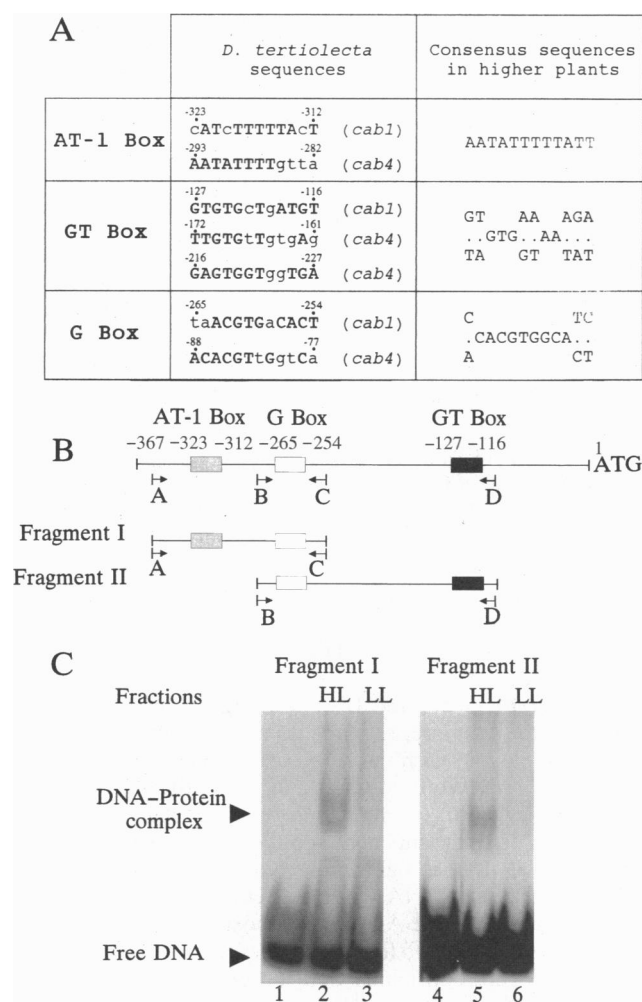 A
D. tertiolecta sequences
Consensus sequences in higher plants
AT-1 Box
-323 -312
cATcTTTTTAcT (cab1)
-293 -282
AATATTTTgtta (cab4)
AATATTTTTATT
GT Box
-127 -116
GTGTGcTgATGT (cab1)
-172 -161
TTGTGtTgtgAg (cab4)
-216 -227
GAGTGGTggTGA (cab4)
GT AA AGA
..GTG..AA...
TA GT TAT
G Box
-265 -254
taACGTGaCACT (cab1)
-88 -77
ACACGTtGgtCa (cab4)
C TC
.CACGTGGCA..
A CT
B
AT-1 Box G Box GT Box
−367 −323 −312 −265 −254 −127 −116 1
ATG
A B C D
Fragment I
A C
Fragment II
B D
C
Fragment I Fragment II
Fractions HL LL HL LL
DNA–Protein complex
Free DNA
1 2 3 4 5 6